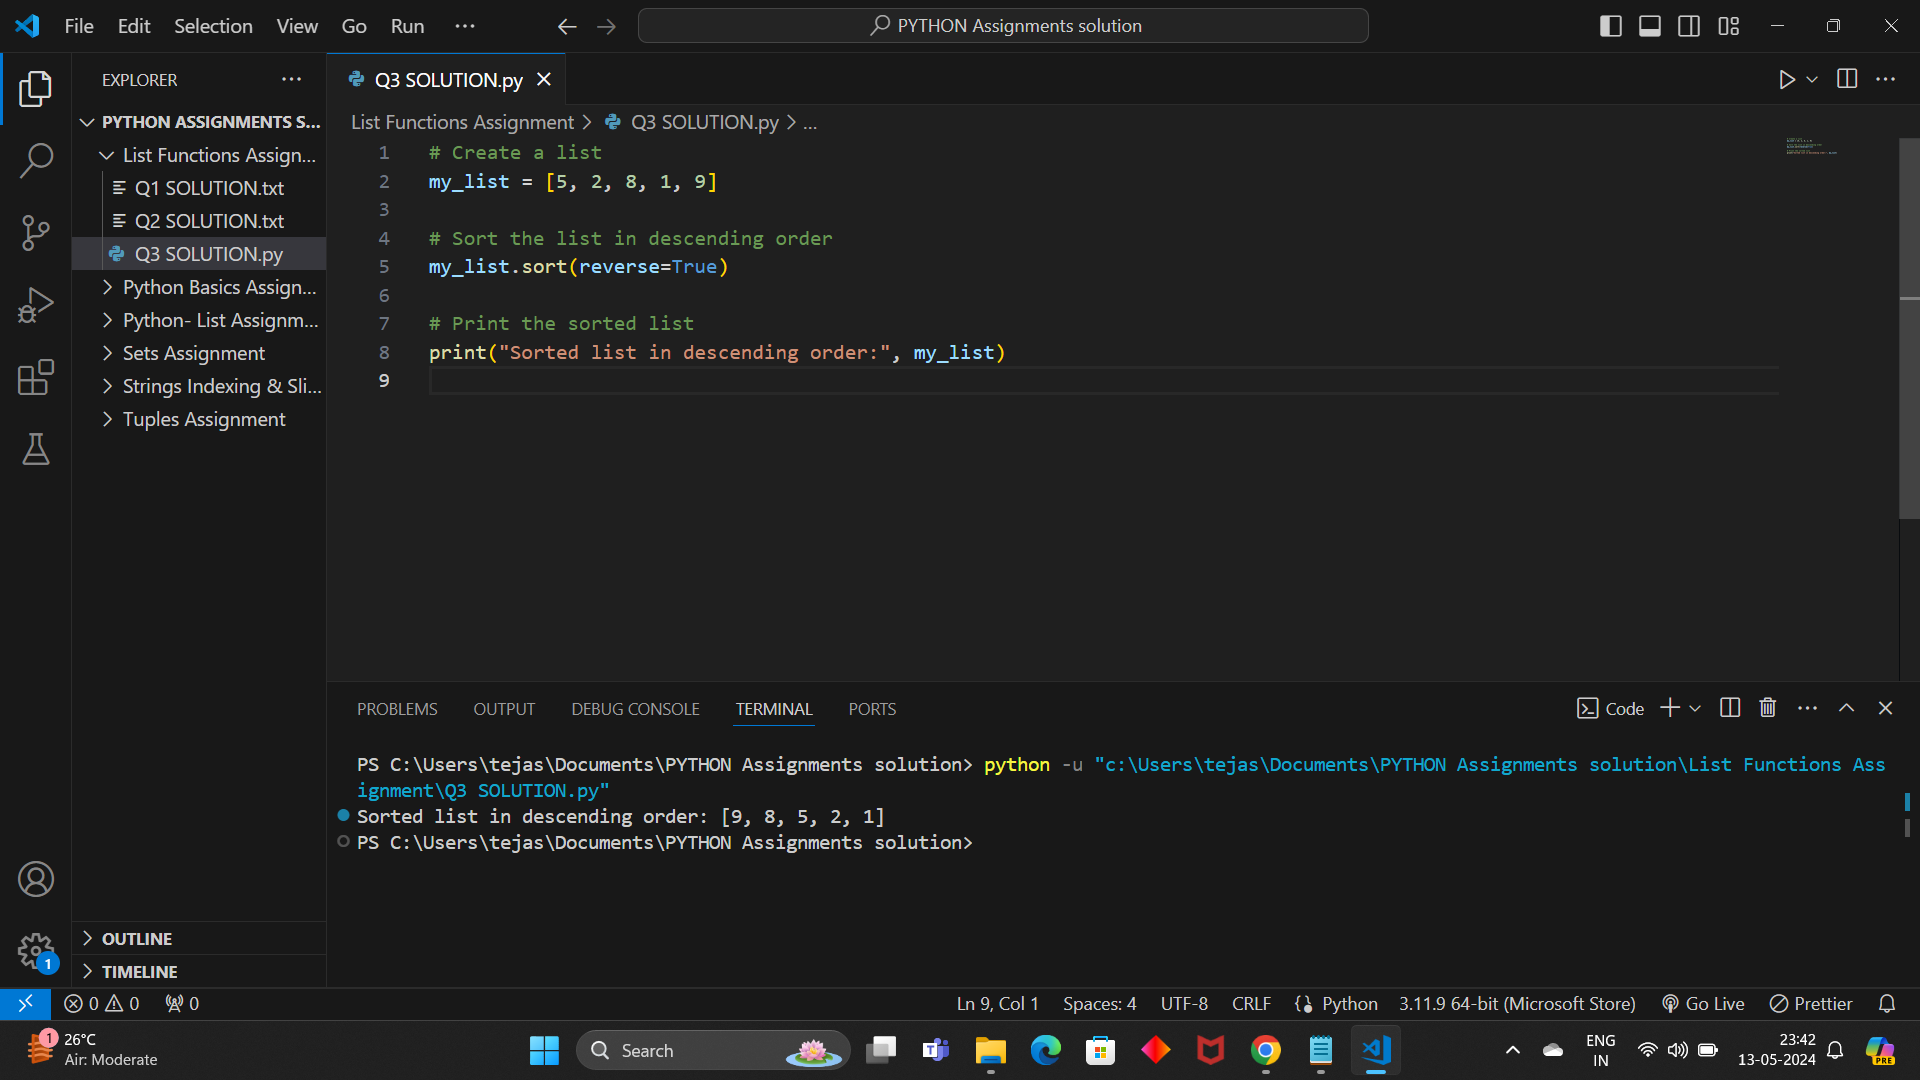 File Edit Selection View Go Run ...
PYTHON Assignments solution
EXPLORER
Q3 SOLUTION.py
PYTHON ASSIGNMENTS S...
List Functions Assign...
Q1 SOLUTION.txt
Q2 SOLUTION.txt
Q3 SOLUTION.py
Python Basics Assign...
Python- List Assignm...
Sets Assignment
Strings Indexing & Sli...
Tuples Assignment
OUTLINE
TIMELINE
List Functions Assignment > Q3 SOLUTION.py > ...
1 # Create a list
2 my_list = [5, 2, 8, 1, 9]
3
4 # Sort the list in descending order
5 my_list.sort(reverse=True)
6
7 # Print the sorted list
8 print("Sorted list in descending order:", my_list)
9
PROBLEMS OUTPUT DEBUG CONSOLE TERMINAL PORTS
Code
PS C:\Users\tejas\Documents\PYTHON Assignments solution> python -u "c:\Users\tejas\Documents\PYTHON Assignments solution\List Functions Ass
ignment\Q3 SOLUTION.py"
Sorted list in descending order: [9, 8, 5, 2, 1]
PS C:\Users\tejas\Documents\PYTHON Assignments solution>
1
0 0 0
Ln 9, Col 1 Spaces: 4 UTF-8 CRLF Python 3.11.9 64-bit (Microsoft Store) Go Live Prettier
1
26°C
Air: Moderate
Search
ENG
IN
23:42
13-05-2024
PRE